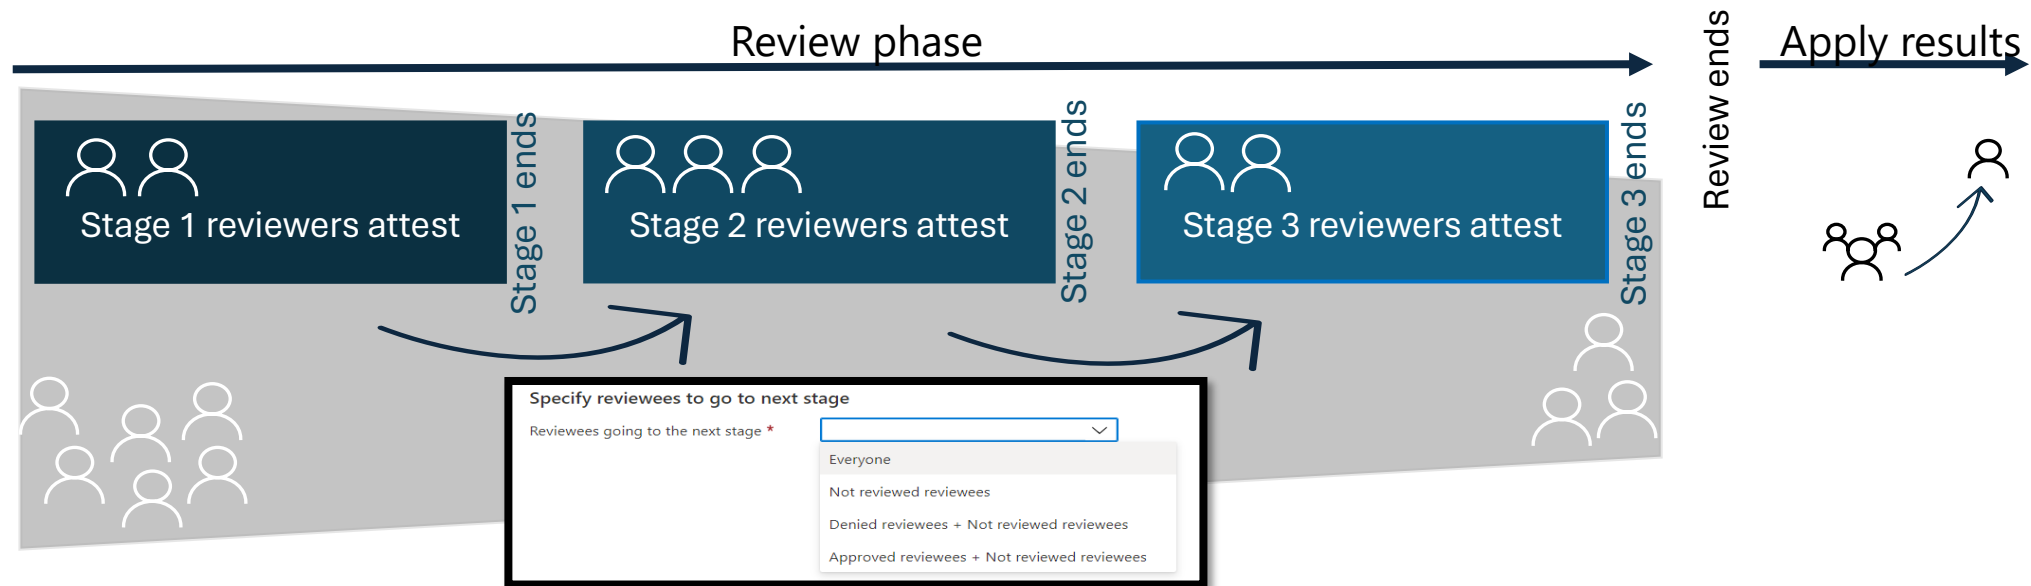 Review phase
Review ends
Apply results
Stage 1 reviewers attest
Stage 1 ends
Stage 2 reviewers attest
Stage 2 ends
Stage 3 reviewers attest
Stage 3 ends
Specify reviewees to go to next stage
Reviewees going to the next stage *
Everyone
Not reviewed reviewees
Denied reviewees + Not reviewed reviewees
Approved reviewees + Not reviewed reviewees